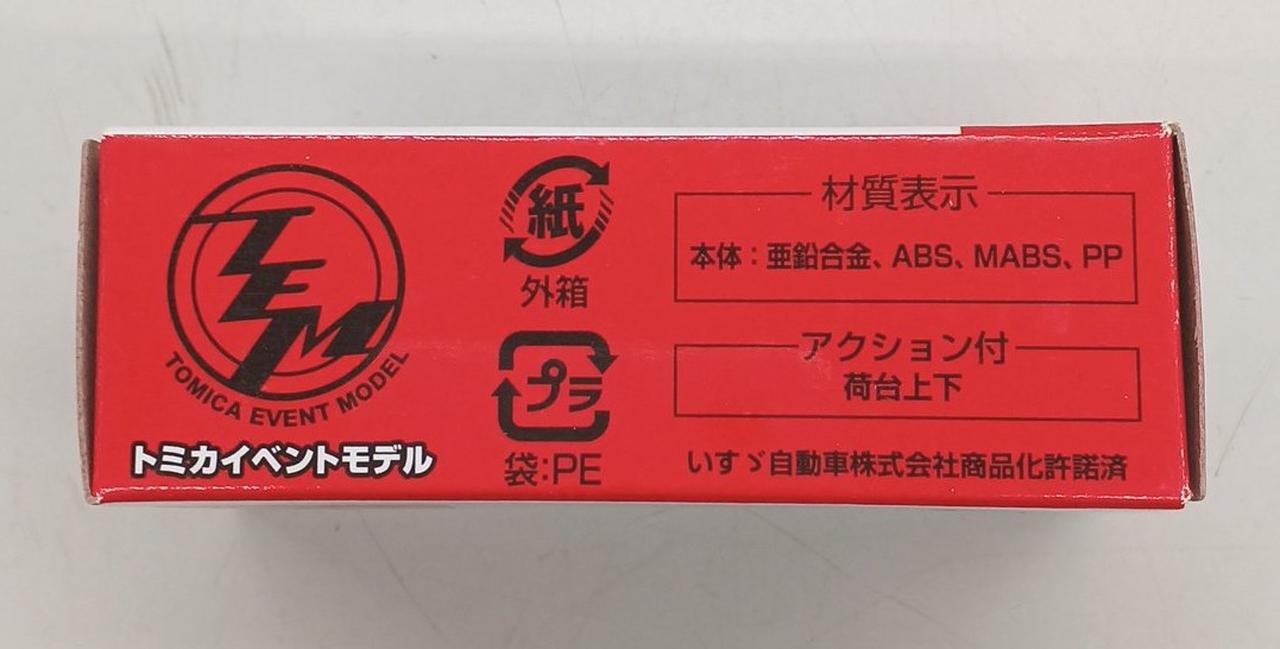 TEM
TOMICA EVENT MODEL
トミカイベントモデル
紙
外箱
プラ
袋:PE
材質表示
本体:亜鉛合金、ABS、MABS、PP
アクション付
荷台上下
いすゞ自動車株式会社商品化許諾済